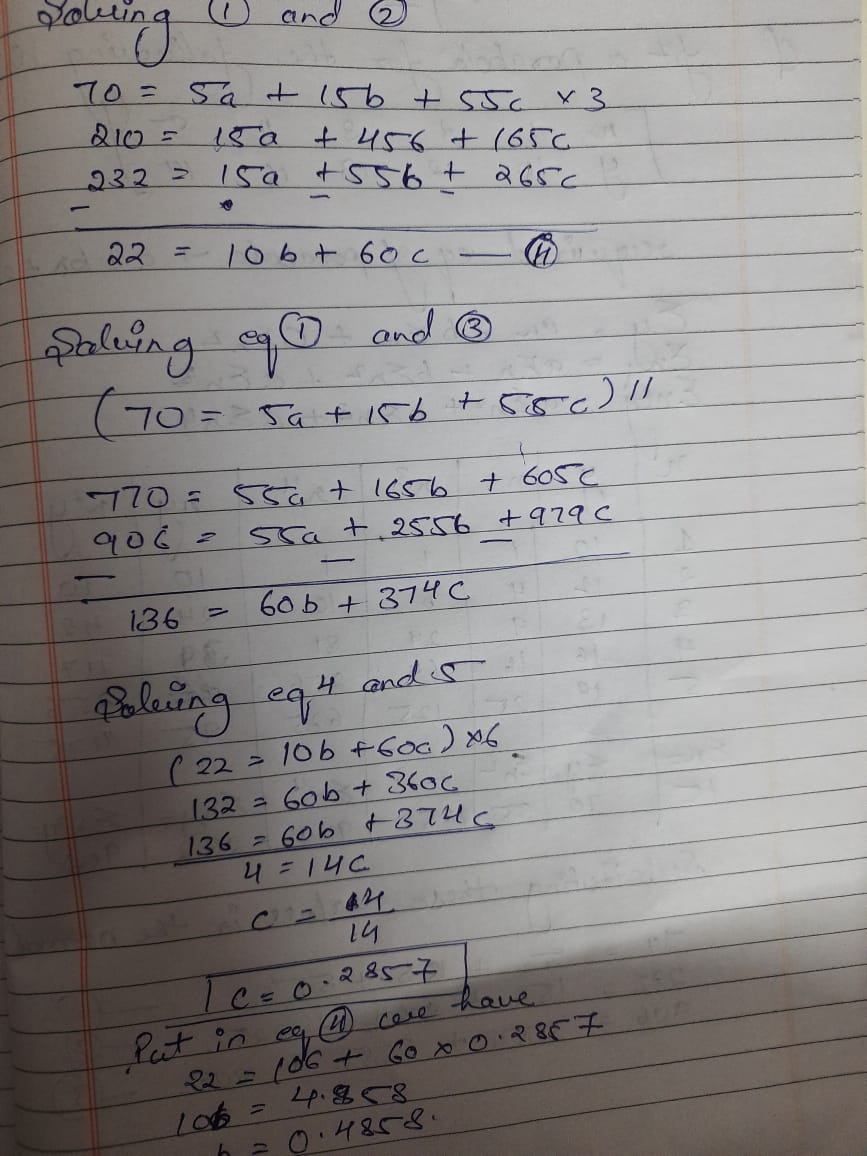 Solving ① and ②
70 = 5a + 15b + 55c × 3
210 = 15a + 45b + 165c
232 = 15a + 55b + 265c
22 = 10b + 60c — ④
Solving eq ① and ③
(70 = 5a + 15b + 55c) 11
770 = 55a + 165b + 605c
906 = 55a + 255b + 979c
136 = 60b + 374c
Solving eq 4 and 5
(22 = 10b + 60c) ×6
132 = 60b + 360c
136 = 60b + 374c
4 = 14c
c = 4
14
c = 0.2857
Put in eq ④ we have
22 = 10b + 60 × 0.2857
10b = 4.858
b = 0.4858.